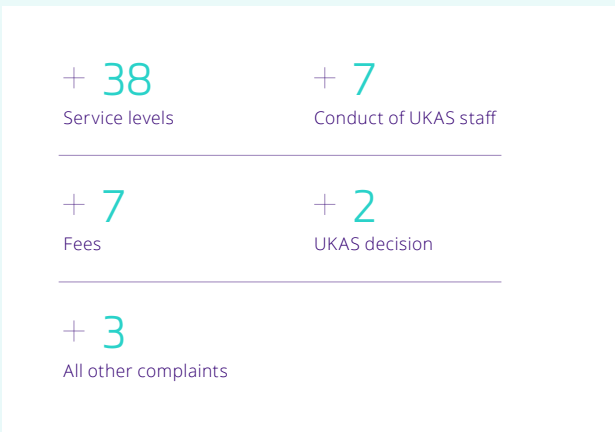 + 38
Service levels
+ 7
Conduct of UKAS staff
+ 7
Fees
+ 2
UKAS decision
+ 3
All other complaints